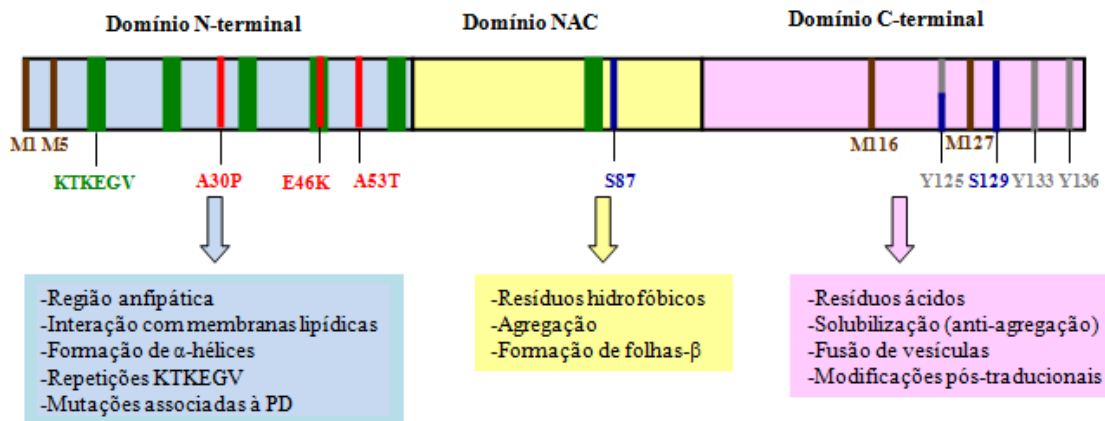 Domínio N-terminal
Domínio NAC
Domínio C-terminal
M1 M5
M116
M127
KTKEGV
A30P
E46K
A53T
S87
Y125
S129
Y133
Y136
-Região anfipática
-Interação com membranas lipídicas
-Formação de α-hélices
-Repetições KTKEGV
-Mutações associadas à PD
-Resíduos hidrofóbicos
-Agregação
-Formação de folhas-β
-Resíduos ácidos
-Solubilização (anti-agregação)
-Fusão de vesículas
-Modificações pós-traducionais